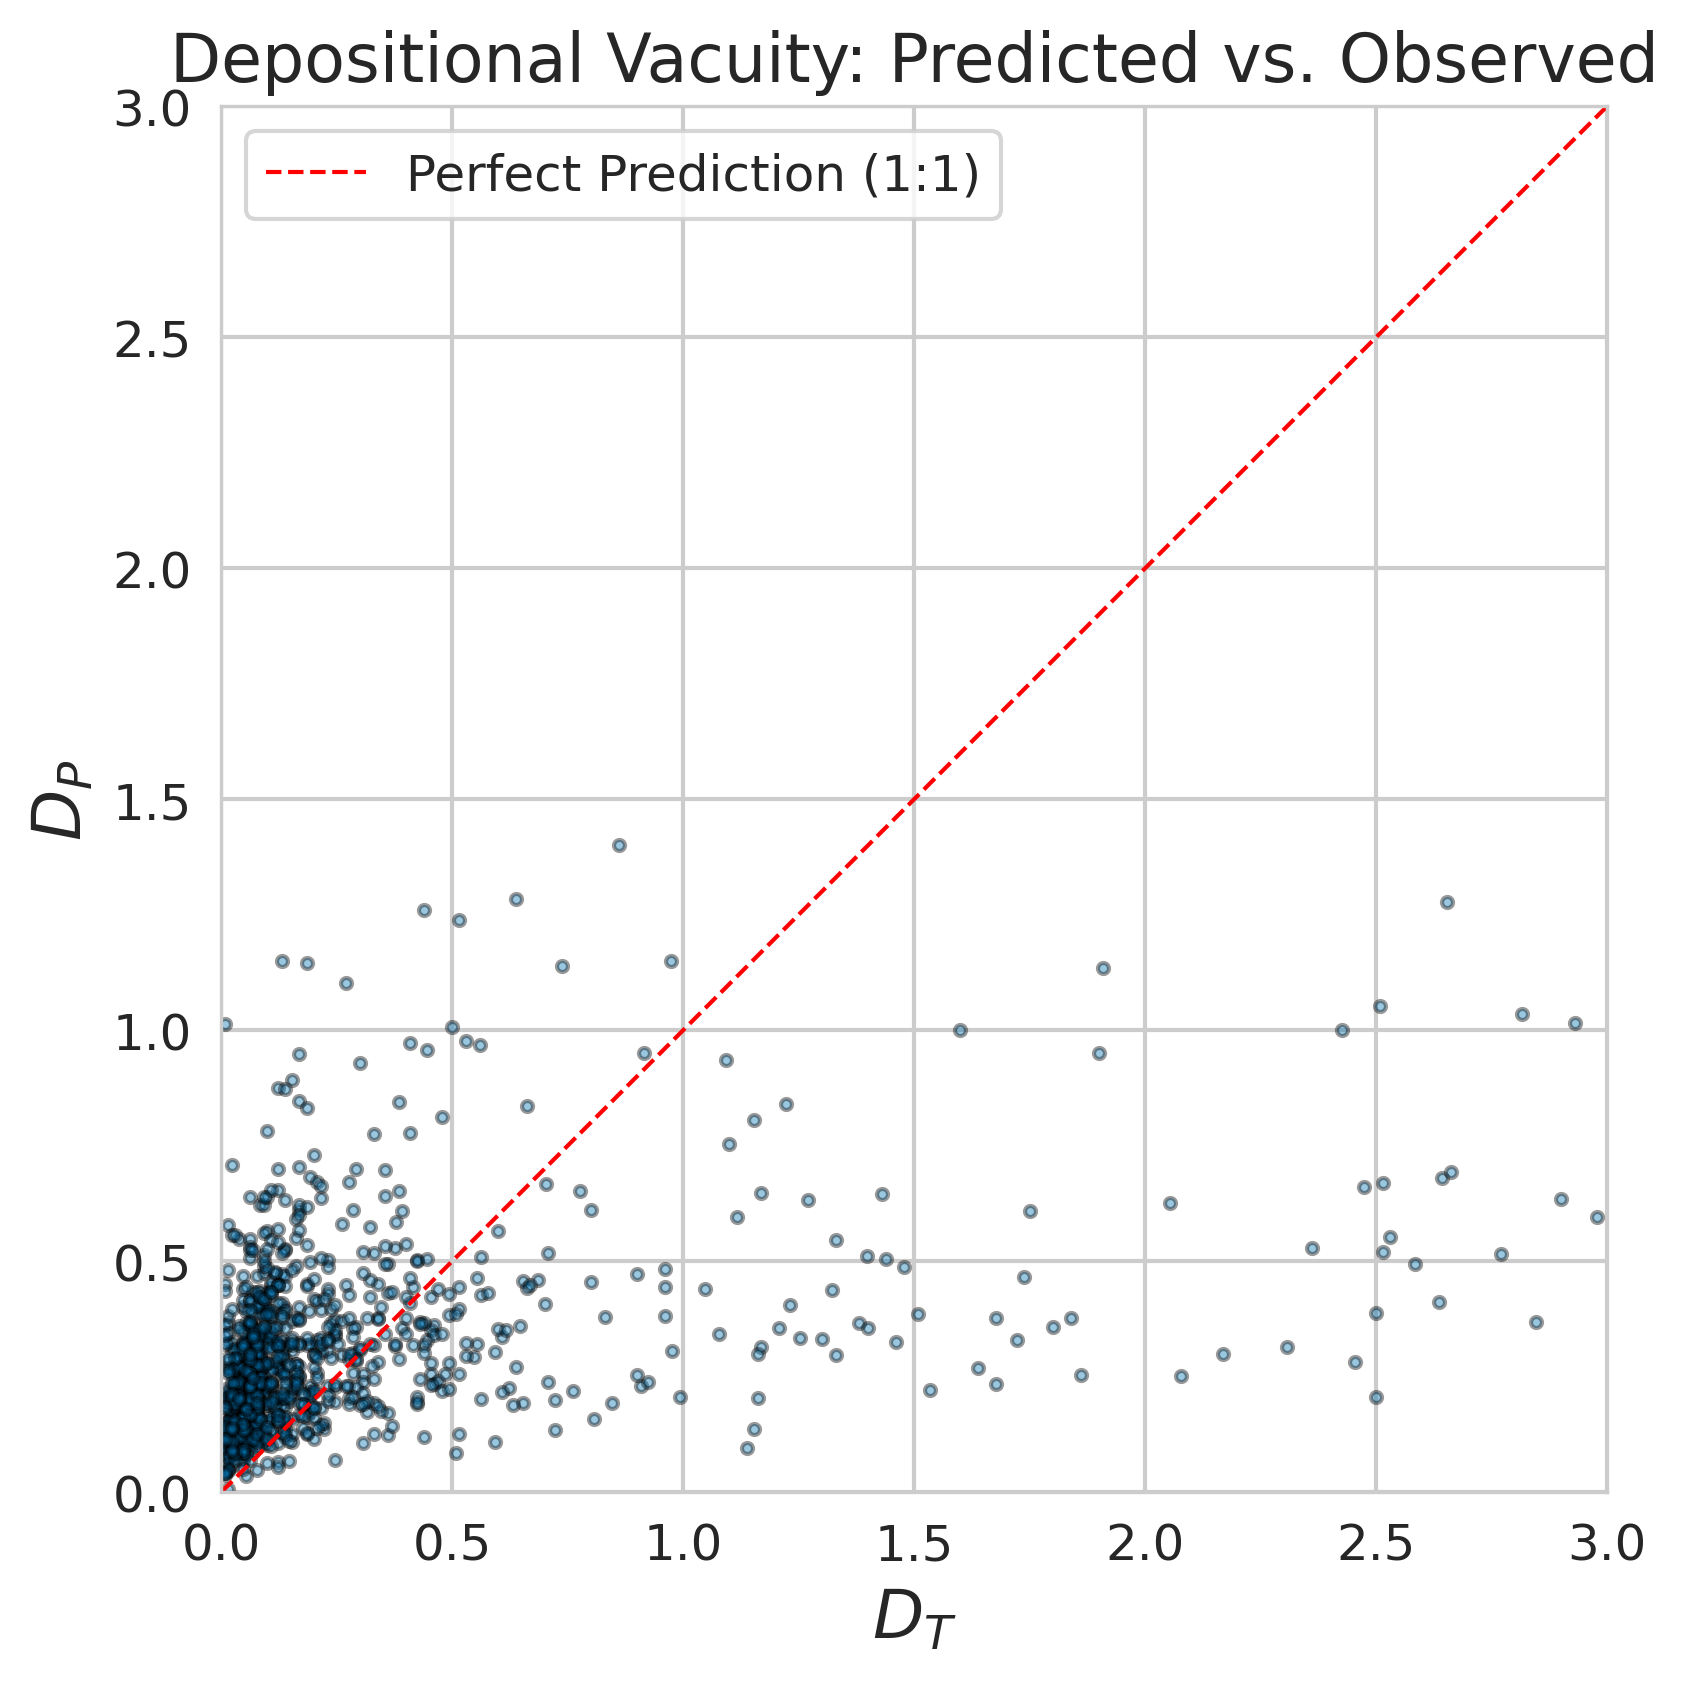 Depositional Vacuity: Predicted vs. Observed
3.0
Perfect Prediction (1:1)
2.5
2.0
1.5
1.0
0.5
0.0
D_P
0.0 0.5 1.0 1.5 2.0 2.5 3.0
D_T